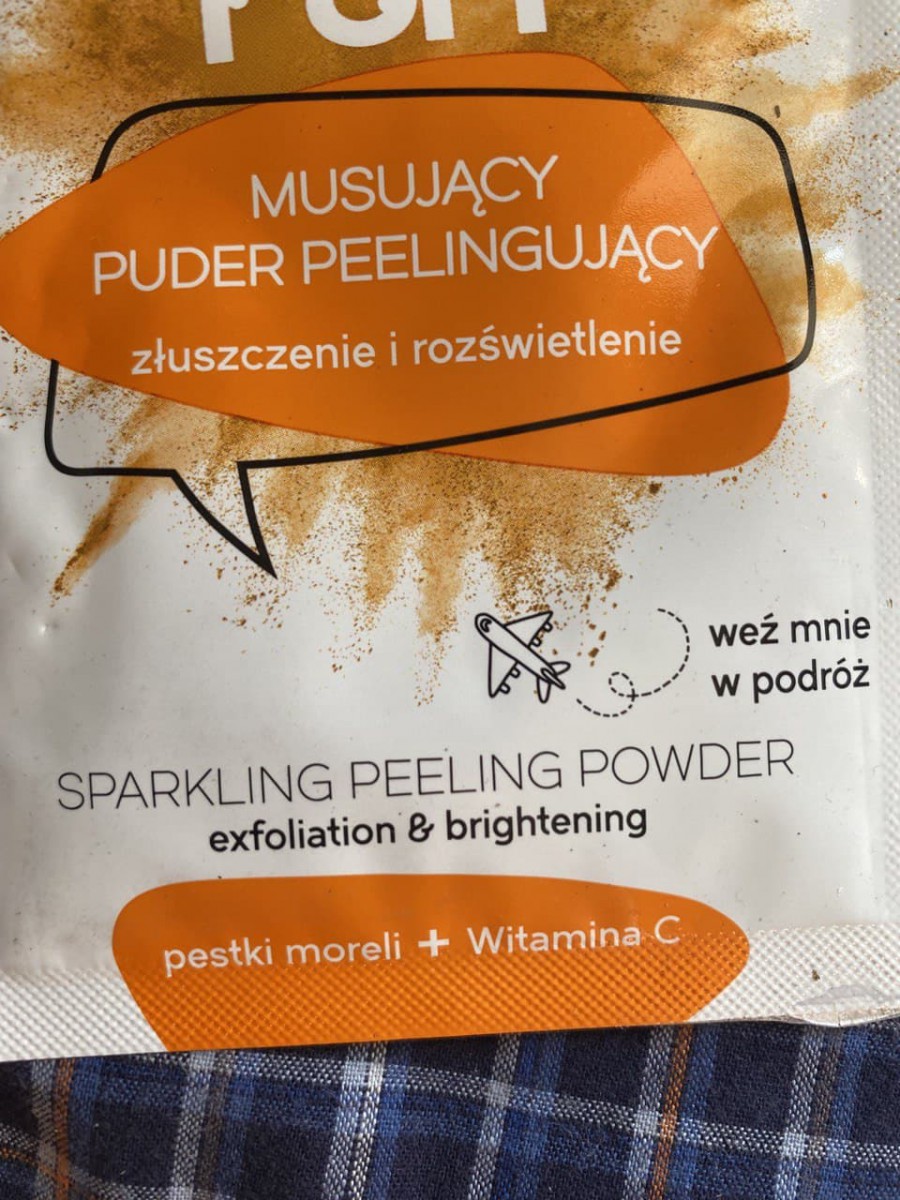 MUSUJĄCY
PUDER PEELINGUJĄCY
złuszczenie i rozświetlenie
weź mnie
w podróż
SPARKLING PEELING POWDER
exfoliation & brightening
pestki moreli + Witamina C